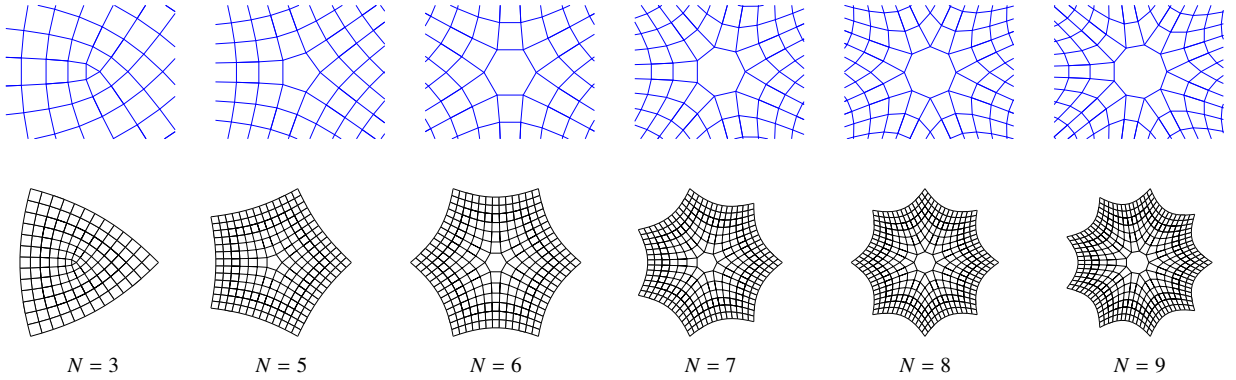 N = 3 N = 5 N = 6 N = 7 N = 8 N = 9